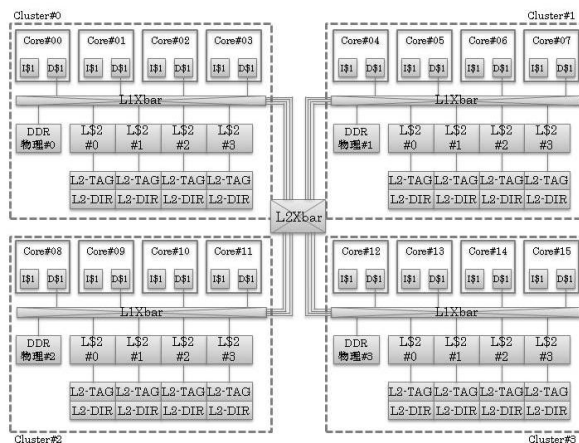 Cluster#0
Core#00 Core#01 Core#02 Core#03
I$1 D$1 I$1 D$1 I$1 D$1 I$1 D$1
L1Xbar
DDR 物理#0
L$2 #0 L$2 #1 L$2 #2 L$2 #3
L2-TAG L2-TAG L2-TAG L2-TAG
L2-DIR L2-DIR L2-DIR L2-DIR
Cluster#1
Core#04 Core#05 Core#06 Core#07
I$1 D$1 I$1 D$1 I$1 D$1 I$1 D$1
L1Xbar
DDR 物理#1
L$2 #0 L$2 #1 L$2 #2 L$2 #3
L2-TAG L2-TAG L2-TAG L2-TAG
L2-DIR L2-DIR L2-DIR L2-DIR
L2Xbar
Core#08 Core#09 Core#10 Core#11
I$1 D$1 I$1 D$1 I$1 D$1 I$1 D$1
L1Xbar
DDR 物理#2
L$2 #0 L$2 #1 L$2 #2 L$2 #3
L2-TAG L2-TAG L2-TAG L2-TAG
L2-DIR L2-DIR L2-DIR L2-DIR
Cluster#2
Core#12 Core#13 Core#14 Core#15
I$1 D$1 I$1 D$1 I$1 D$1 I$1 D$1
L1Xbar
DDR 物理#3
L$2 #0 L$2 #1 L$2 #2 L$2 #3
L2-TAG L2-TAG L2-TAG L2-TAG
L2-DIR L2-DIR L2-DIR L2-DIR
Cluster#3